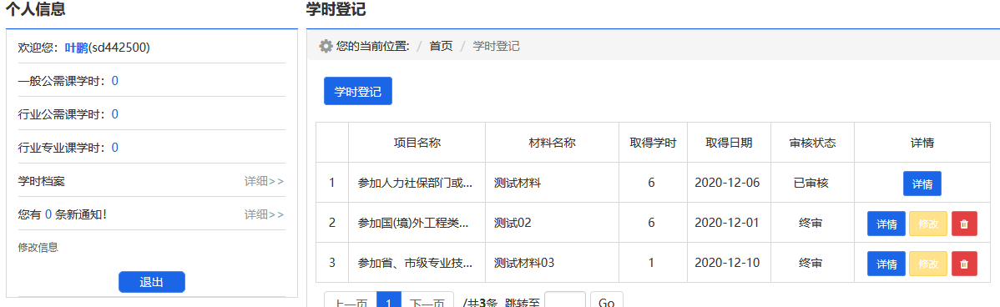 个人信息
欢迎您：叶鹏(sd442500)
一般公需课学时：0
行业公需课学时：0
行业专业课学时：0
学时档案 详细>>
您有 0 条新通知！ 详细>>
修改信息
退出
学时登记
您的当前位置: / 首页 / 学时登记
学时登记
项目名称 材料名称 取得学时 取得日期 审核状态 详情
1 参加人力社保部门或... 测试材料 6 2020-12-06 已审核 详情
2 参加国(境)外工程类... 测试02 6 2020-12-01 终审 详情 修改
3 参加省、市级专业技... 测试材料03 1 2020-12-10 终审 详情 修改
上一页 1 下一页 /共3条 跳转至 Go